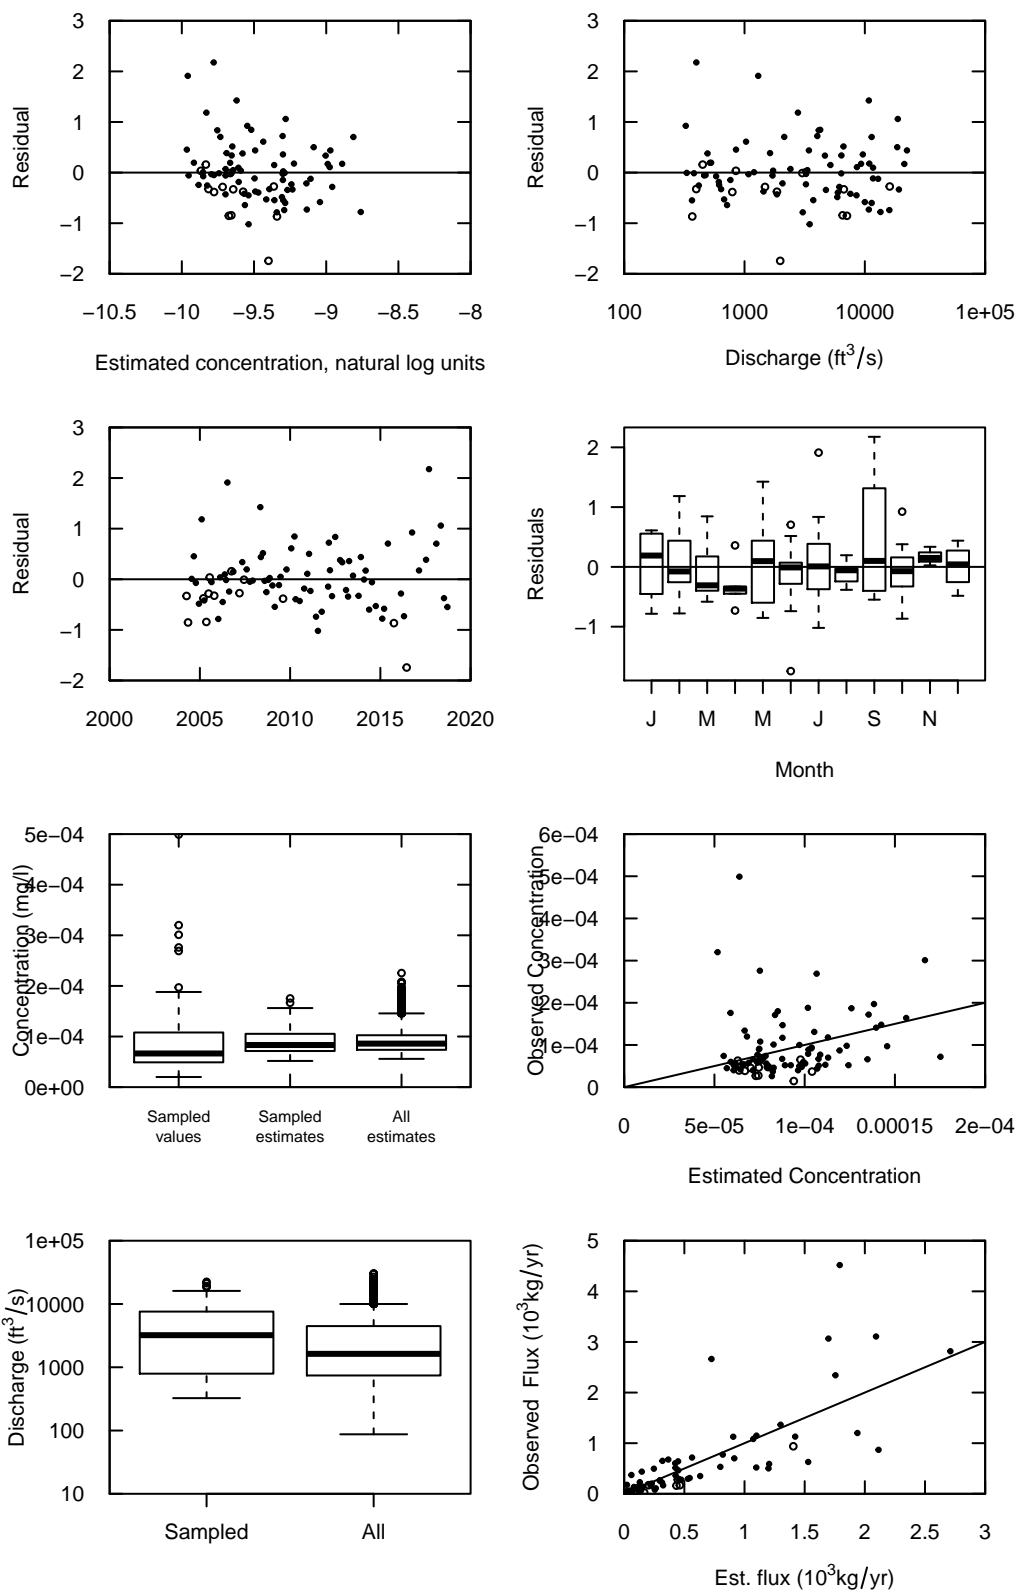 3
2
1
0
−1
−2
Residual
−10.5
−10
−9.5
−9
−8.5
−8
Estimated concentration, natural log units
3
2
1
0
−1
−2
Residual
100
1000
10000
1e+05
Discharge (ft3/s)
3
2
1
0
−1
−2
Residual
2000
2005
2010
2015
2020
2
1
0
−1
Residuals
J
M
M
J
S
N
Month
5e−04
4e−04
3e−04
2e−04
1e−04
0e+00
Concentration (mg/l)
Sampled
values
Sampled
estimates
All
estimates
6e−04
5e−04
4e−04
3e−04
2e−04
1e−04
0
Observed Concentration
0
5e−05
1e−04
0.00015
2e−04
Estimated Concentration
1e+05
10000
1000
100
10
Discharge (ft3/s)
Sampled
All
5
4
3
2
1
0
Observed Flux (103kg/yr)
0
0.5
1
1.5
2
2.5
3
Est. flux (103kg/yr)